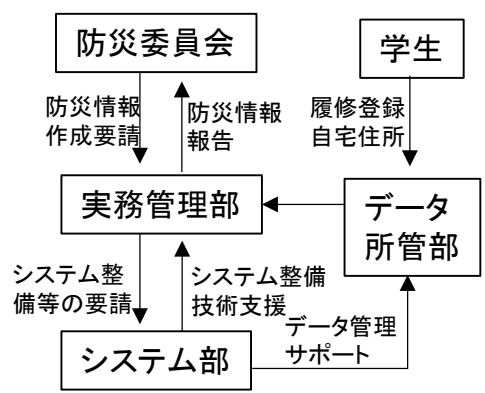 防災委員会
学生
防災情報
作成要請
防災情報
報告
履修登録
自宅住所
実務管理部
データ
所管部
システム整
備等の要請
システム整備
技術支援
データ管理
サポート
システム部